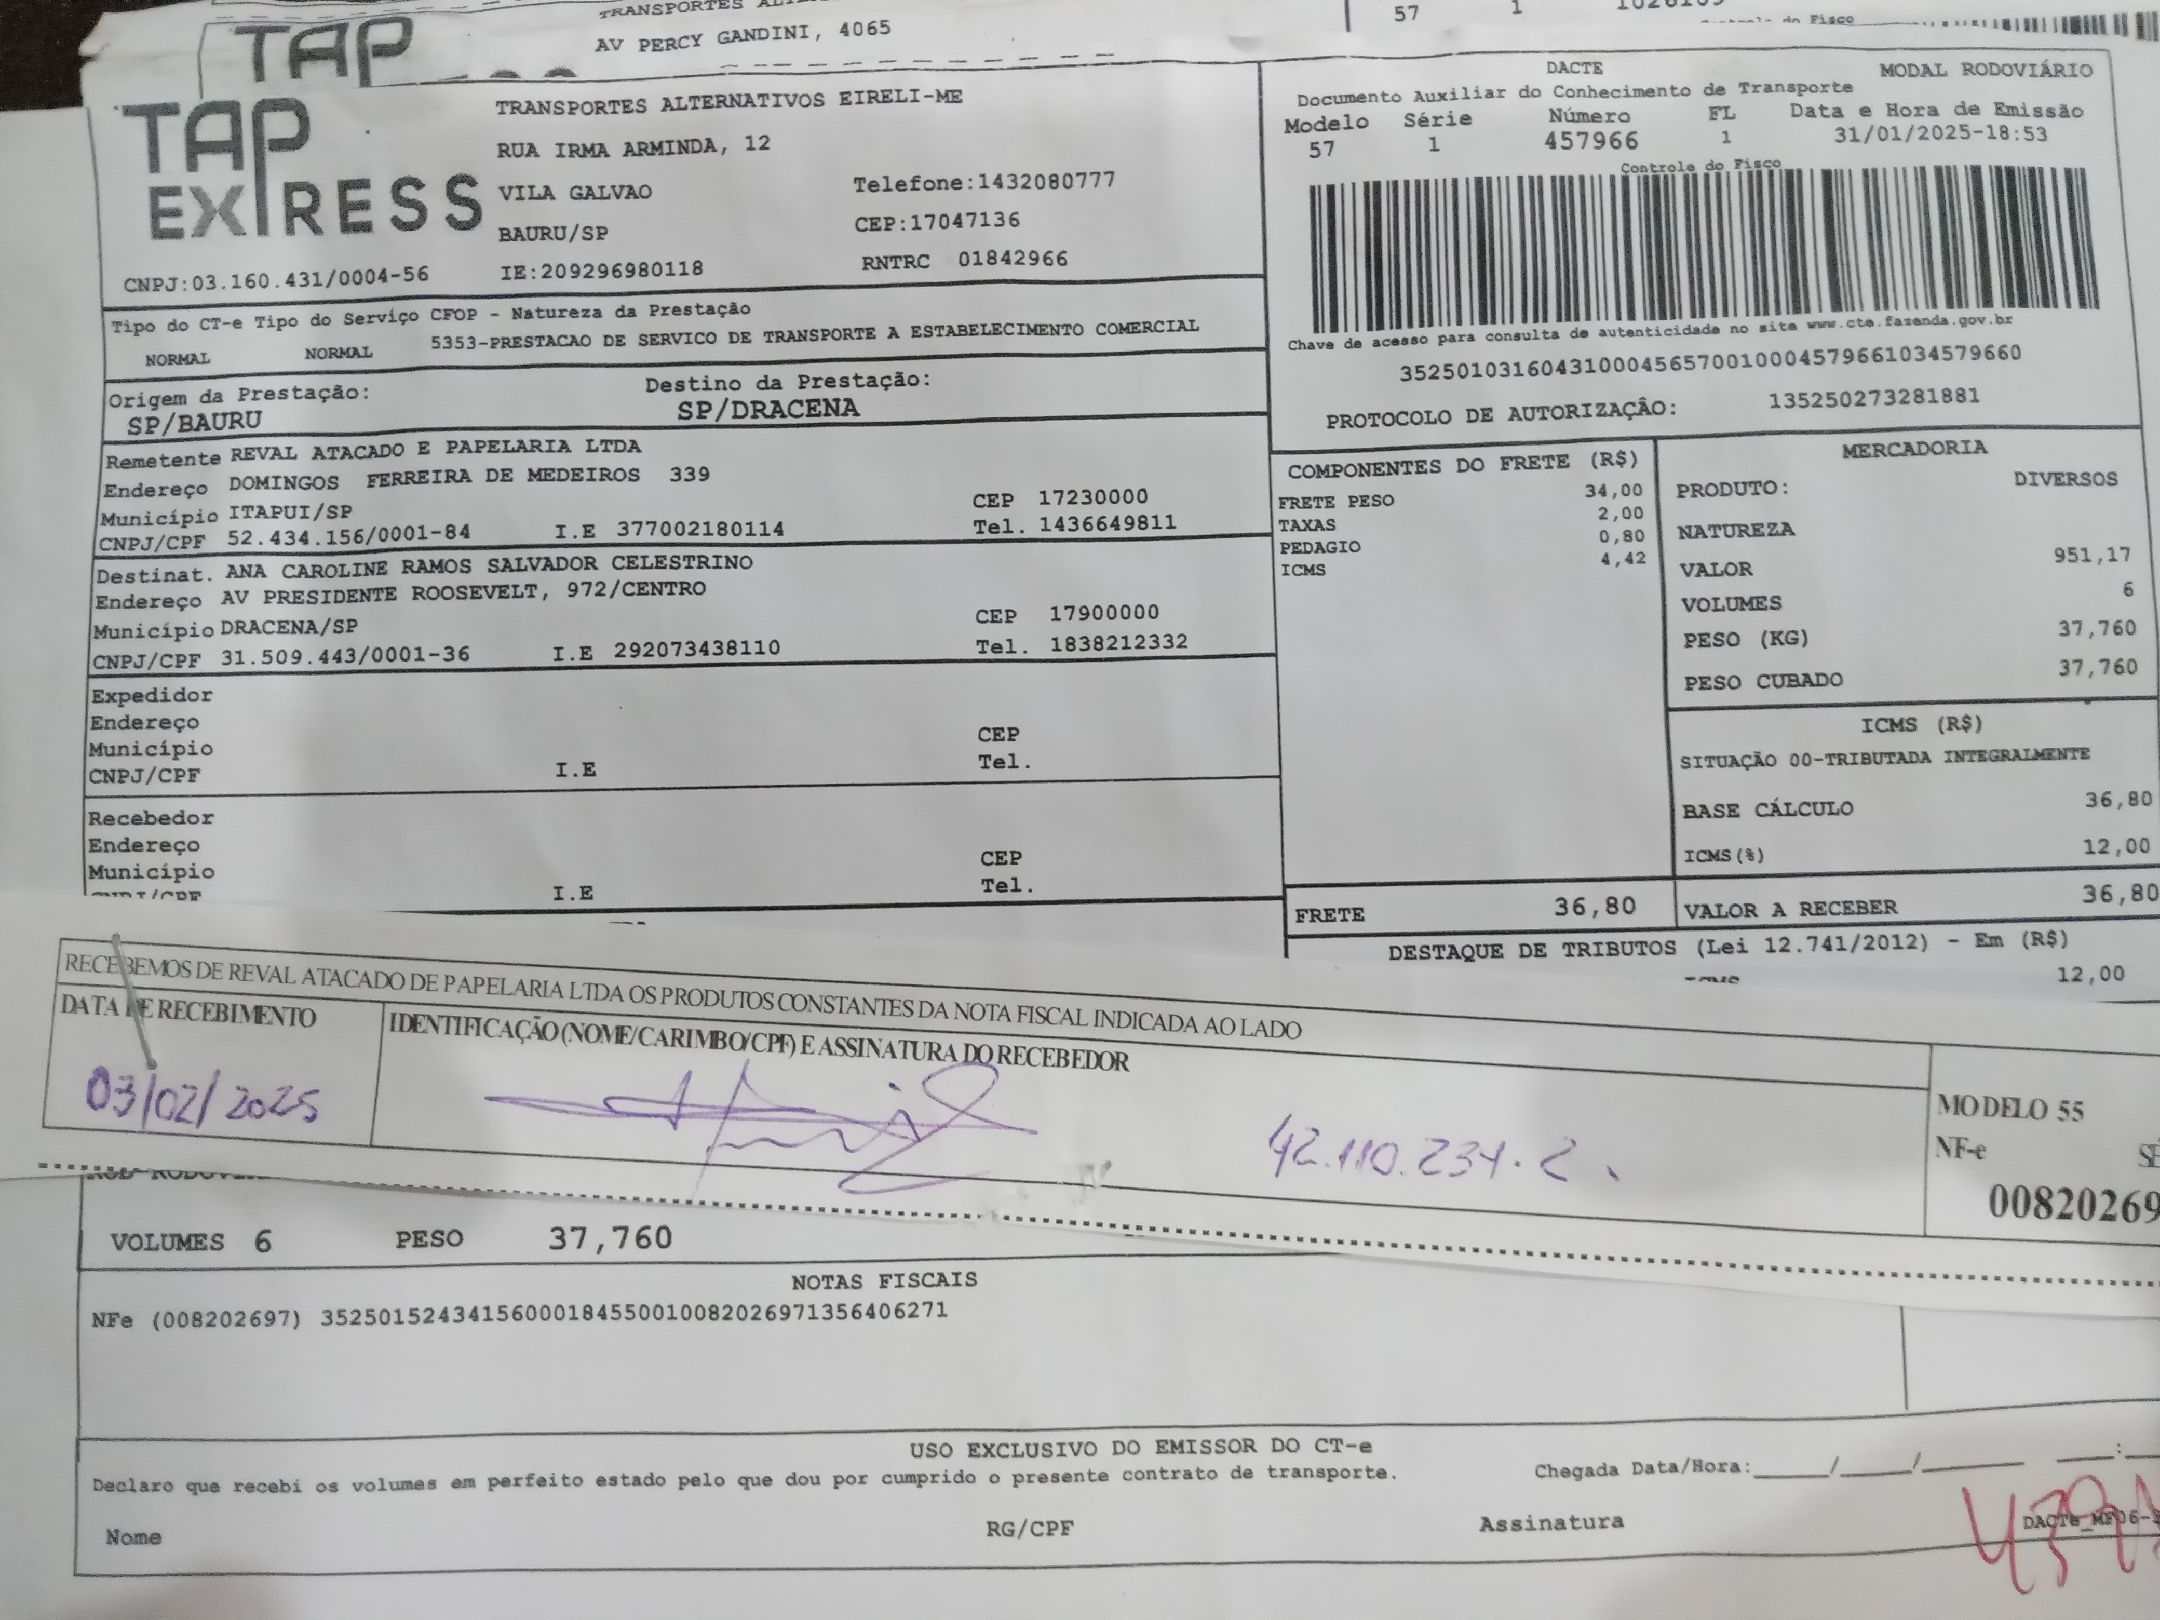 TRANSPORTES
AV PERCY GANDINI, 4065
57 1
TAP
TAP
EXPRESS
TRANSPORTES ALTERNATIVOS EIRELI-ME
RUA IRMA ARMINDA, 12
VILA GALVAO Telefone:1432080777
BAURU/SP CEP:17047136
CNPJ:03.160.431/0004-56 IE:209296980118 RNTRC 01842966
DACTE MODAL RODOVIÁRIO
Documento Auxiliar do Conhecimento de Transporte
Modelo Série Número FL Data e Hora de Emissão
57 1 457966 1 31/01/2025-18:53
Controle do Fisco
Chave de acesso para consulta de autenticidade no site www.cte.fazenda.gov.br
35250103160431000456570010004579661034579660
PROTOCOLO DE AUTORIZAÇÃO: 135250273281881
Tipo do CT-e Tipo do Serviço CFOP - Natureza da Prestação
NORMAL NORMAL 5353-PRESTACAO DE SERVICO DE TRANSPORTE A ESTABELECIMENTO COMERCIAL
Origem da Prestação: Destino da Prestação:
SP/BAURU SP/DRACENA
Remetente REVAL ATACADO E PAPELARIA LTDA
Endereço DOMINGOS FERREIRA DE MEDEIROS 339
Município ITAPUI/SP CEP 17230000
CNPJ/CPF 52.434.156/0001-84 I.E 377002180114 Tel. 1436649811
Destinat. ANA CAROLINE RAMOS SALVADOR CELESTRINO
Endereço AV PRESIDENTE ROOSEVELT, 972/CENTRO
Município DRACENA/SP CEP 17900000
CNPJ/CPF 31.509.443/0001-36 I.E 292073438110 Tel. 1838212332
Expedidor
Endereço
Município CEP
CNPJ/CPF I.E Tel.
Recebedor
Endereço
Município CEP
CNPJ/CPF I.E Tel.
COMPONENTES DO FRETE (R$)
FRETE PESO 34,00
TAXAS 2,00
PEDAGIO 0,80
ICMS 4,42
MERCADORIA
PRODUTO: DIVERSOS
NATUREZA
VALOR 951,17
VOLUMES 6
PESO (KG) 37,760
PESO CUBADO 37,760
ICMS (R$)
SITUAÇÃO 00-TRIBUTADA INTEGRALMENTE
BASE CÁLCULO 36,80
ICMS(%) 12,00
FRETE 36,80 VALOR A RECEBER 36,80
DESTAQUE DE TRIBUTOS (Lei 12.741/2012) - Em (R$)
12,00
RECEBEMOS DE REVAL ATACADO DE PAPELARIA LTDA OS PRODUTOS CONSTANTES DA NOTA FISCAL INDICADA AO LADO
DATA DE RECEBIMENTO IDENTIFICAÇÃO (NOME/CARIMBO/CPF) E ASSINATURA DO RECEBEDOR
03/02/2025 42.110.234.2
MODELO 55
NF-e
00820269
VOLUMES 6 PESO 37,760
NOTAS FISCAIS
NFe (008202697) 35250152434156000184550010082026971356406271
USO EXCLUSIVO DO EMISSOR DO CT-e
Declaro que recebi os volumes em perfeito estado pelo que dou por cumprido o presente contrato de transporte. Chegada Data/Hora:____/____/______ __:__
Nome RG/CPF Assinatura